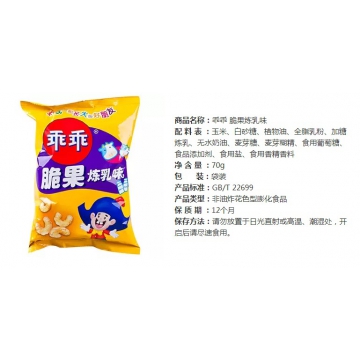 乖乖
脆果
炼乳味
商品名称：乖乖 脆果炼乳味
配 料 表：玉米、白砂糖、植物油、全脂乳粉、加糖
炼乳、无水奶油、麦芽糖、麦芽糊精、食用葡萄糖、
食品添加剂、食用盐、食用香精香料
净 含 量：70g
包 装：袋装
产品标准：GB/T 22699
产品类型：非油炸花色型膨化食品
保 质 期：12个月
保存方法：请勿放置于日光直射或高温、潮湿处，开
启后请尽速食用。